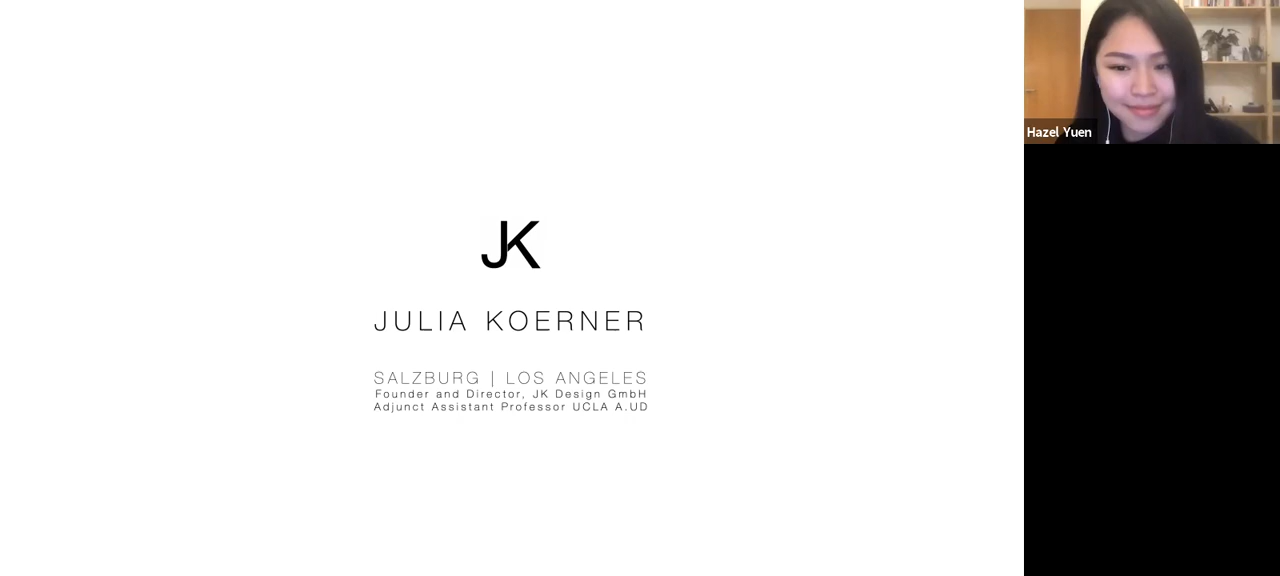 JK
JULIA KOERNER
SALZBURG | LOS ANGELES
Founder and Director, JK Design GmbH
Adjunct Assistant Professor UCLA A.UD
Hazel Yuen